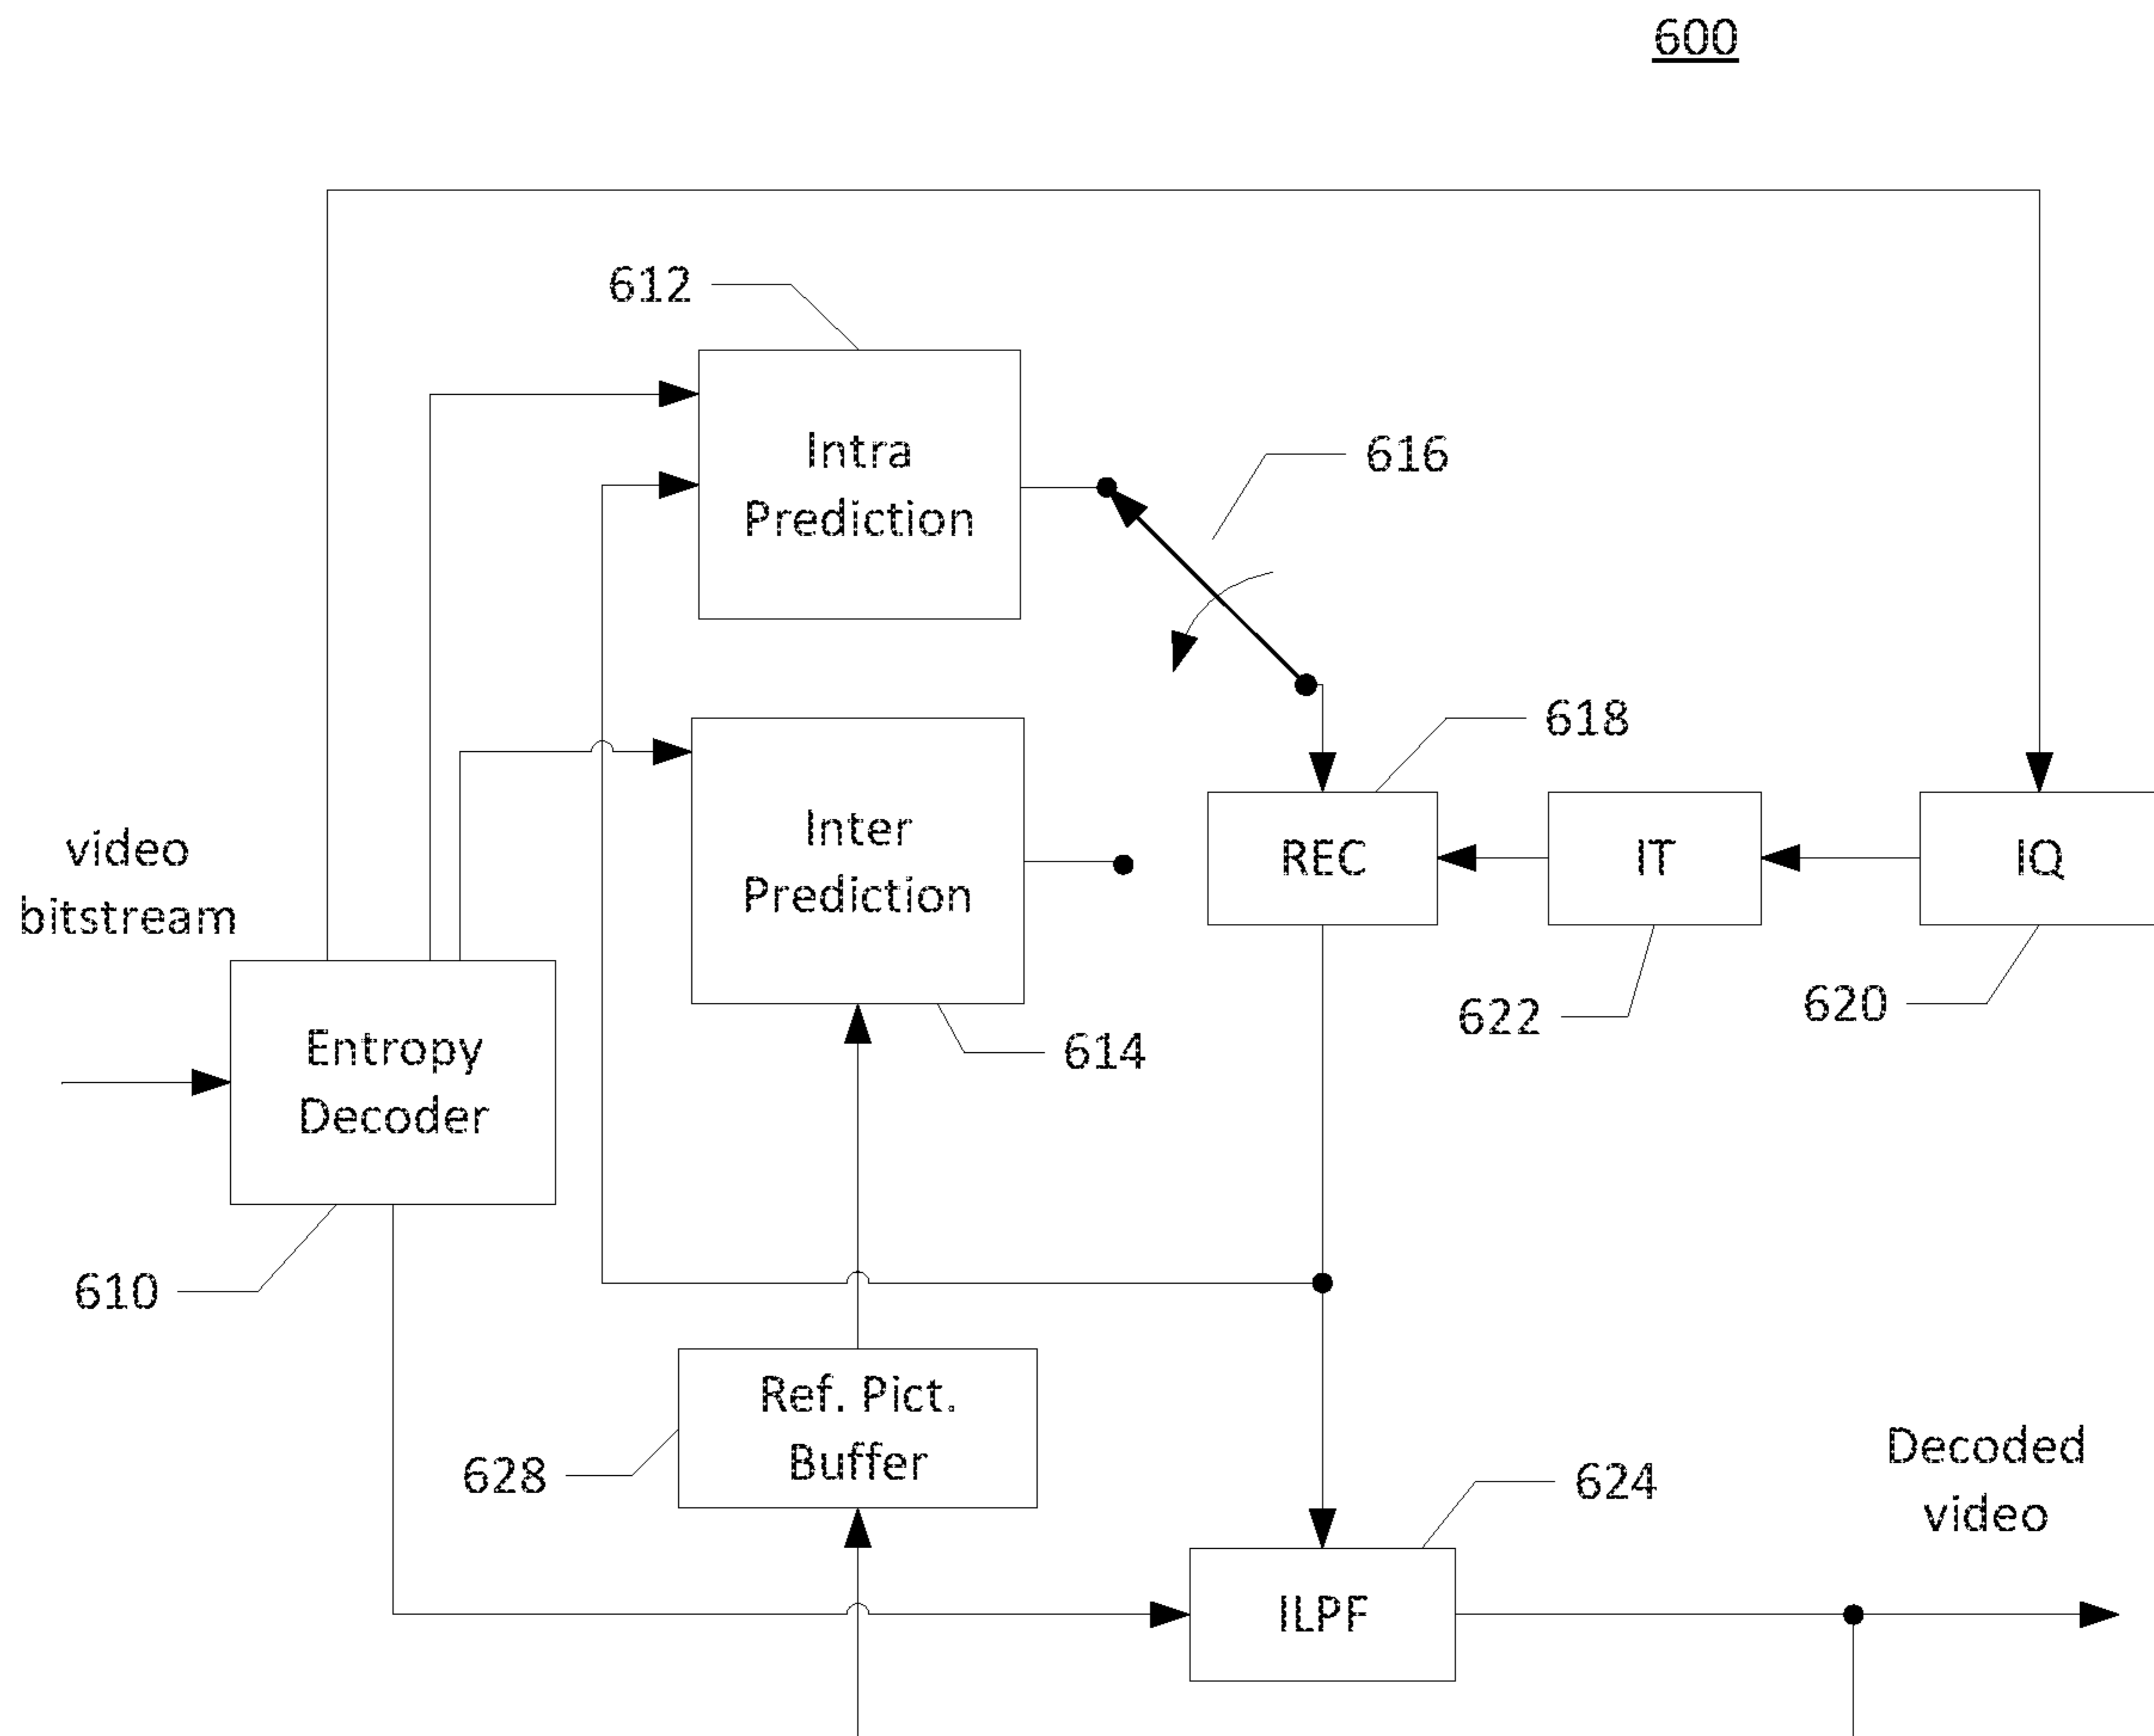 600
612
Intra
Prediction
616
618
Inter
Prediction
REC
IT
IQ
video
bitstream
622
620
614
Entropy
Decoder
610
Ref. Pict.
Buffer
628
624
Decoded
video
ILPF